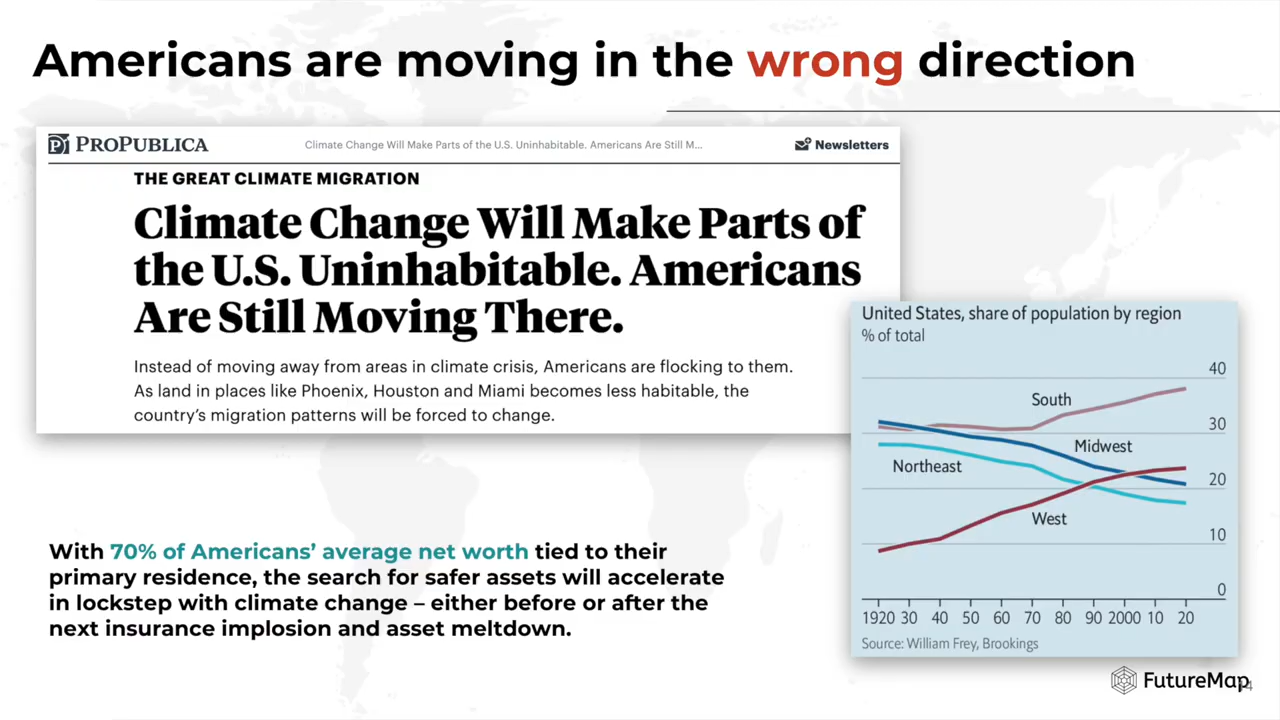 Americans are moving in the wrong direction
PROPUBLICA
Climate Change Will Make Parts of the U.S. Uninhabitable. Americans Are Still M...
Newsletters
THE GREAT CLIMATE MIGRATION
Climate Change Will Make Parts of
the U.S. Uninhabitable. Americans
Are Still Moving There.
Instead of moving away from areas in climate crisis, Americans are flocking to them.
As land in places like Phoenix, Houston and Miami becomes less habitable, the
country's migration patterns will be forced to change.
United States, share of population by region
% of total
40
South
30
Midwest
Northeast
20
West
10
0
1920 30 40 50 60 70 80 90 2000 10 20
Source: William Frey, Brookings
With 70% of Americans' average net worth tied to their
primary residence, the search for safer assets will accelerate
in lockstep with climate change – either before or after the
next insurance implosion and asset meltdown.
FutureMap